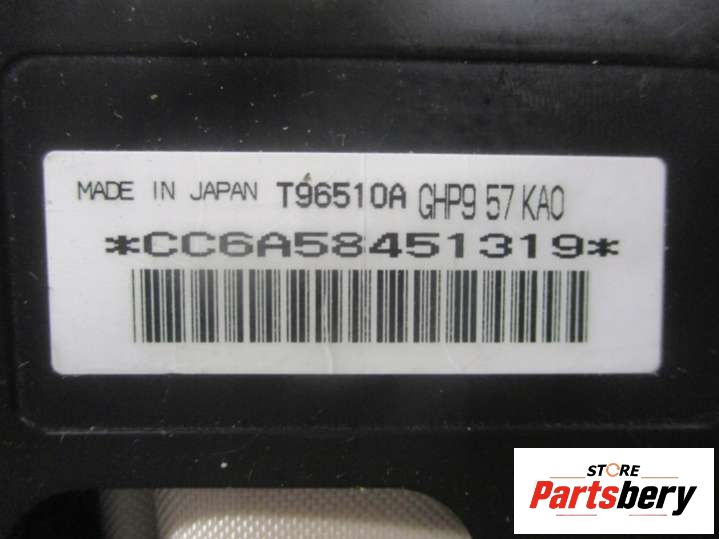 MADE IN JAPAN T96510A GHP9 57 KA0
*CC6A58451319*
STORE
Partsbery